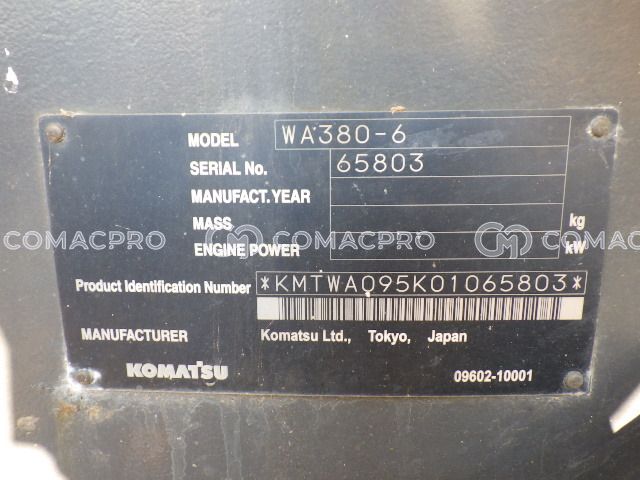 MODEL WA380-6
SERIAL No. 65803
MANUFACT.YEAR
MASS kg
COMACPRO COMACPRO COMACPRO
ENGINE POWER kW
Product Identification Number *KMTWA095K01065803*
MANUFACTURER Komatsu Ltd., Tokyo, Japan
KOMATSU 09602-10001